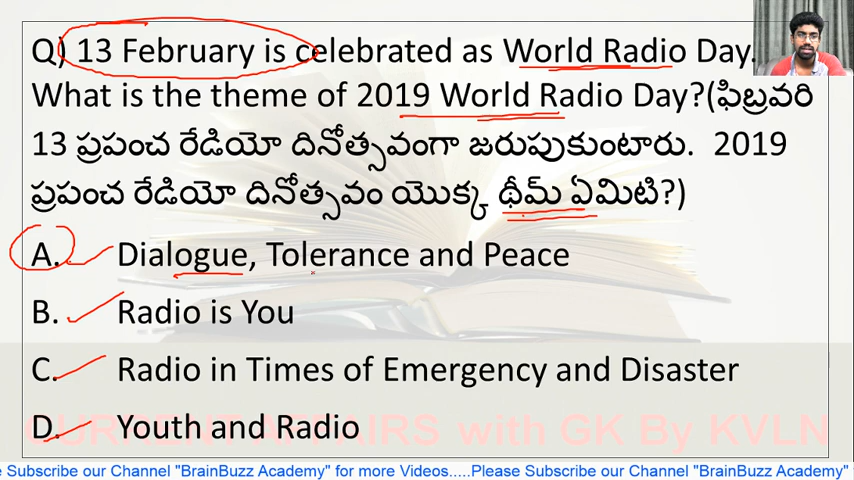 Q) 13 February is celebrated as World Radio Day.
What is the theme of 2019 World Radio Day?(ఫిబ్రవరి
13 ప్రపంచ రేడియో దినోత్సవంగా జరుపుకుంటారు. 2019
ప్రపంచ రేడియో దినోత్సవం యొక్క థీమ్ ఏమిటి?)
A. Dialogue, Tolerance and Peace
B. Radio is You
C. Radio in Times of Emergency and Disaster
D. Youth and Radio
CURRENT AFFAIRS with GK By KVLN
e Subscribe our Channel "BrainBuzz Academy" for more Videos.....Please Subscribe our Channel "BrainBuzz Academy"